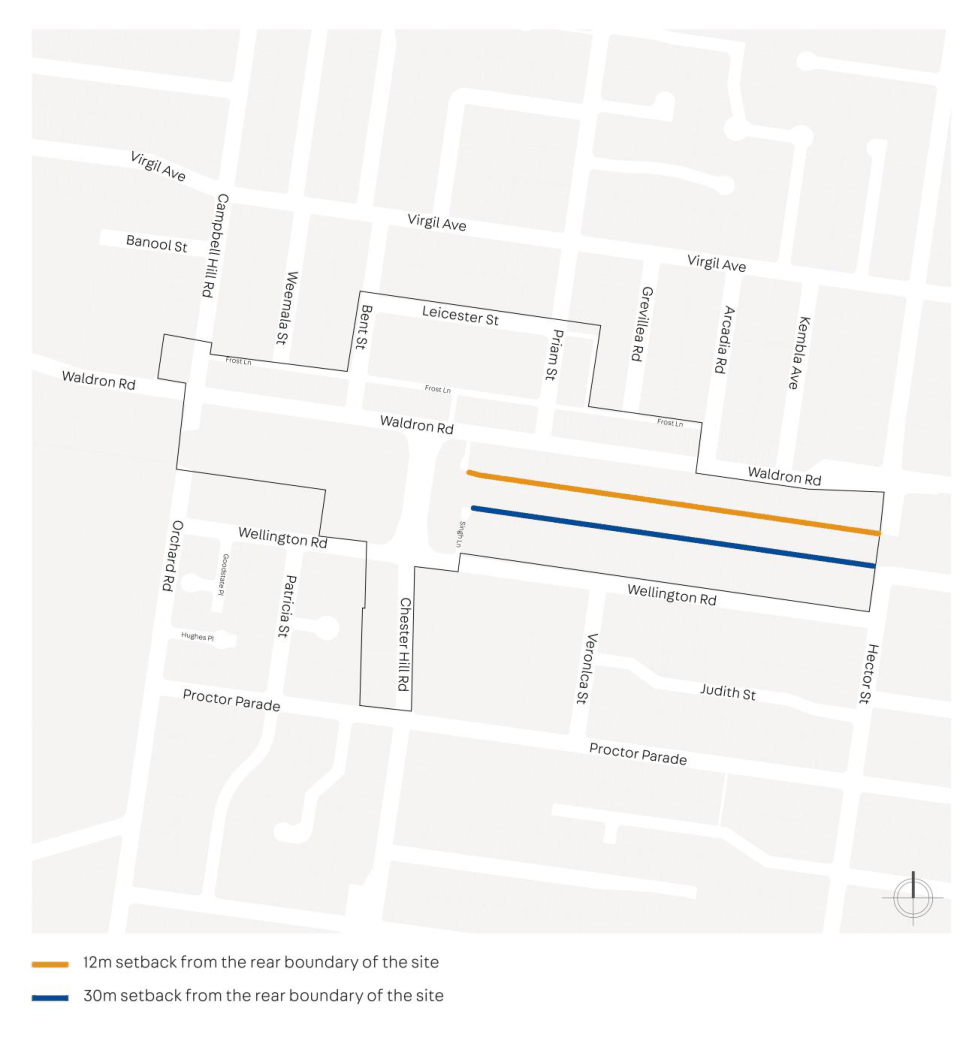 Virgil Ave
Banool St
Campbell Hill Rd
Weemala St
Virgil Ave
Virgil Ave
Bent St
Leicester St
Priam St
Grevillea Rd
Arcadia Rd
Kembla Ave
Frost Ln
Frost Ln
Frost Ln
Waldron Rd
Waldron Rd
Waldron Rd
Orchard Rd
Wellington Rd
Goodstate Pl
Patricia St
Hughes Pl
Singh Ln
Chester Hill Rd
Wellington Rd
Veronica St
Judith St
Hector St
Proctor Parade
Proctor Parade
12m setback from the rear boundary of the site
30m setback from the rear boundary of the site